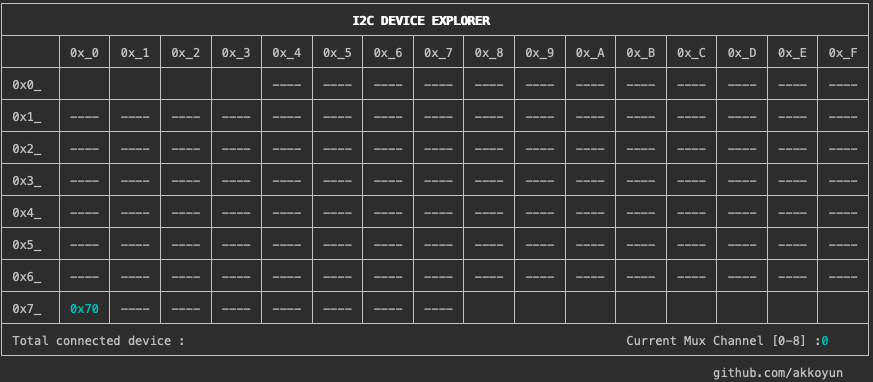 I2C DEVICE EXPLORER
0x_0 0x_1 0x_2 0x_3 0x_4 0x_5 0x_6 0x_7 0x_8 0x_9 0x_A 0x_B 0x_C 0x_D 0x_E 0x_F
0x0_ ---- ---- ---- ---- ---- ---- ---- ---- ---- ---- ---- ----
0x1_ ---- ---- ---- ---- ---- ---- ---- ---- ---- ---- ---- ---- ---- ---- ---- ----
0x2_ ---- ---- ---- ---- ---- ---- ---- ---- ---- ---- ---- ---- ---- ---- ---- ----
0x3_ ---- ---- ---- ---- ---- ---- ---- ---- ---- ---- ---- ---- ---- ---- ---- ----
0x4_ ---- ---- ---- ---- ---- ---- ---- ---- ---- ---- ---- ---- ---- ---- ---- ----
0x5_ ---- ---- ---- ---- ---- ---- ---- ---- ---- ---- ---- ---- ---- ---- ---- ----
0x6_ ---- ---- ---- ---- ---- ---- ---- ---- ---- ---- ---- ---- ---- ---- ---- ----
0x7_ 0x70 ---- ---- ---- ---- ---- ---- ----
Total connected device : Current Mux Channel [0-8] :0
github.com/akkoyun